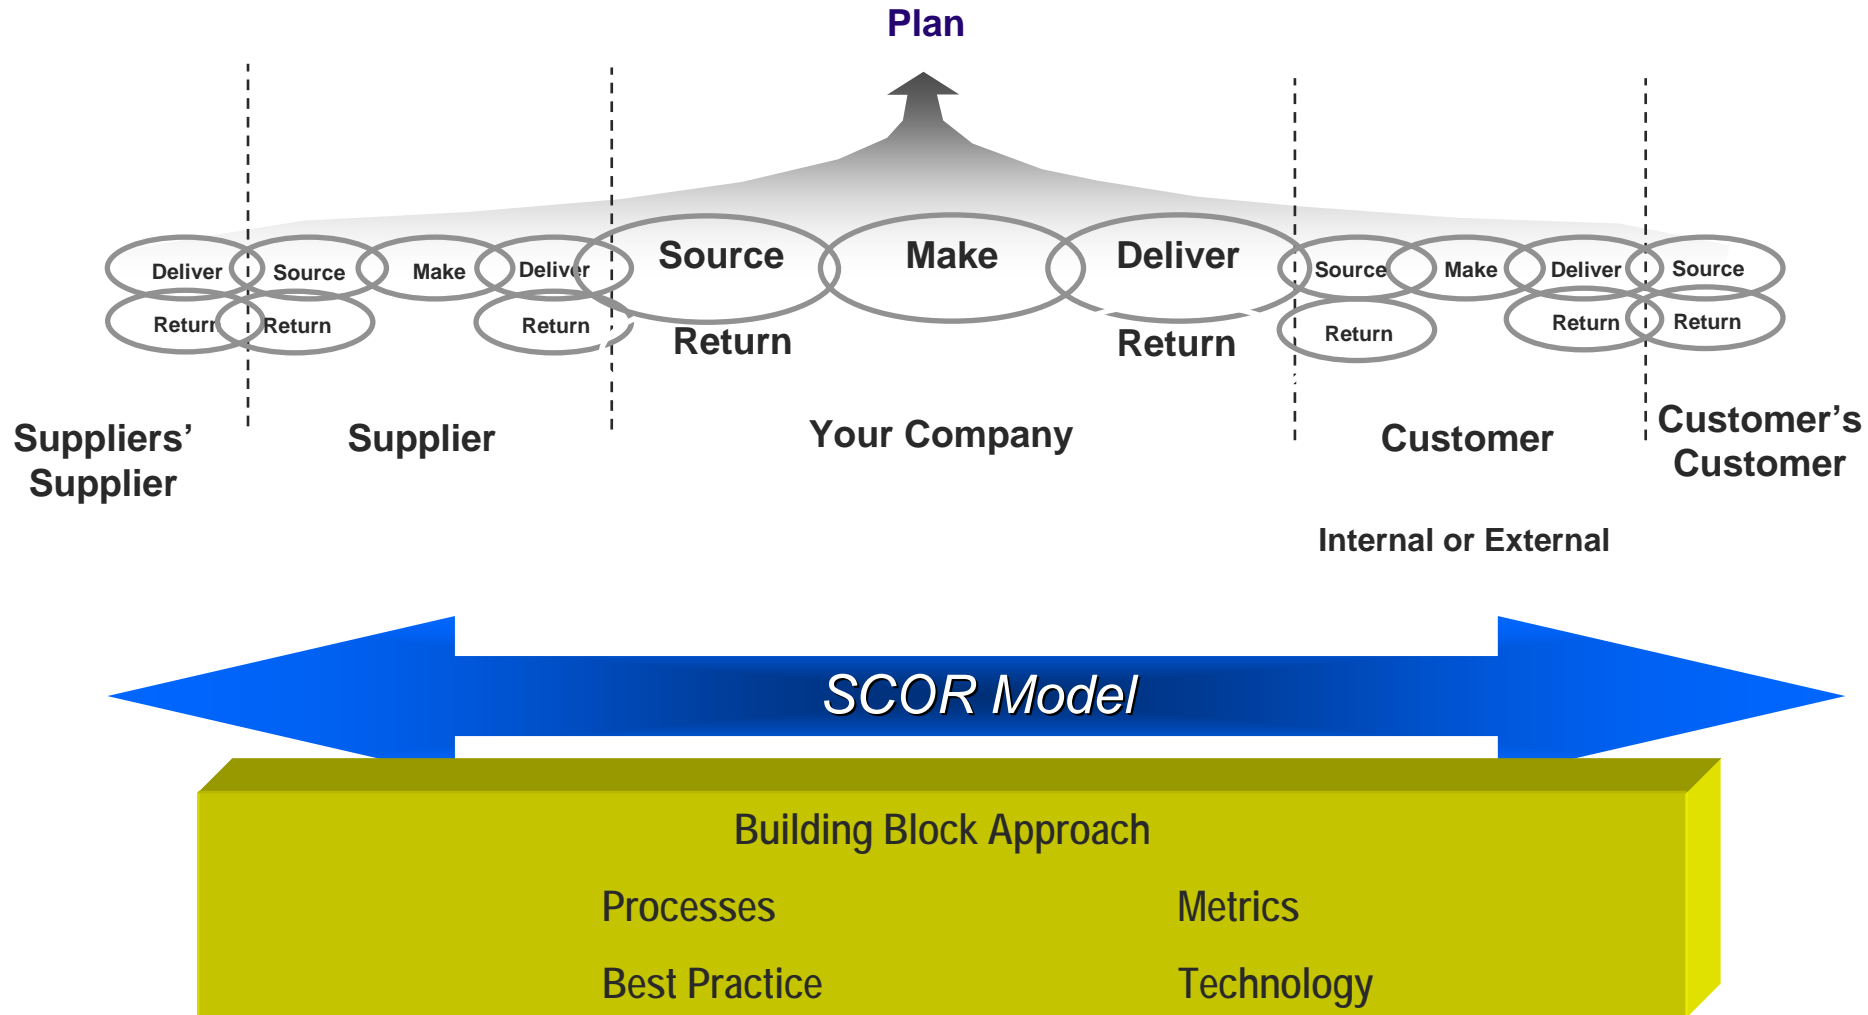 Plan
Deliver Source Make Deliver Source Make Deliver Source Make Deliver Source
Return Return Return Return Return Return Return Return
Suppliers’ Supplier Your Company Customer Customer’s
Supplier Customer
Internal or External
SCOR Model
Building Block Approach
Processes Metrics
Best Practice Technology